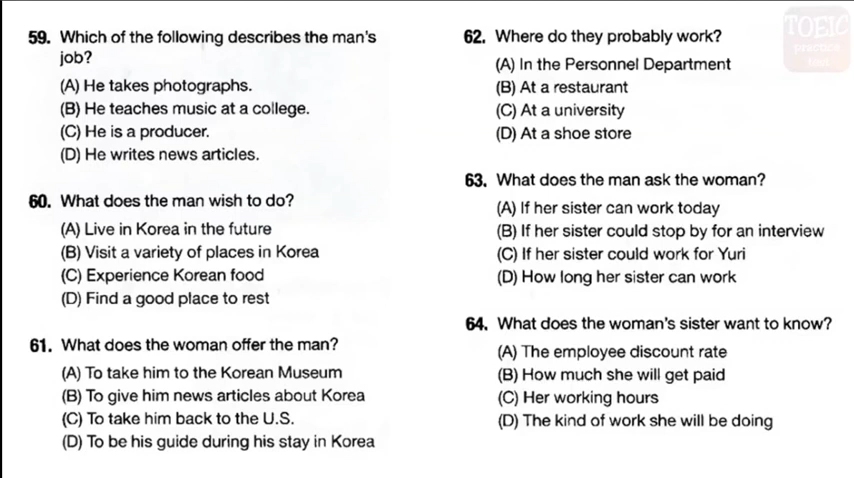 59. Which of the following describes the man's
job?
(A) He takes photographs.
(B) He teaches music at a college.
(C) He is a producer.
(D) He writes news articles.
60. What does the man wish to do?
(A) Live in Korea in the future
(B) Visit a variety of places in Korea
(C) Experience Korean food
(D) Find a good place to rest
61. What does the woman offer the man?
(A) To take him to the Korean Museum
(B) To give him news articles about Korea
(C) To take him back to the U.S.
(D) To be his guide during his stay in Korea
62. Where do they probably work?
(A) In the Personnel Department
(B) At a restaurant
(C) At a university
(D) At a shoe store
63. What does the man ask the woman?
(A) If her sister can work today
(B) If her sister could stop by for an interview
(C) If her sister could work for Yuri
(D) How long her sister can work
64. What does the woman's sister want to know?
(A) The employee discount rate
(B) How much she will get paid
(C) Her working hours
(D) The kind of work she will be doing
TOEIC
practice
test